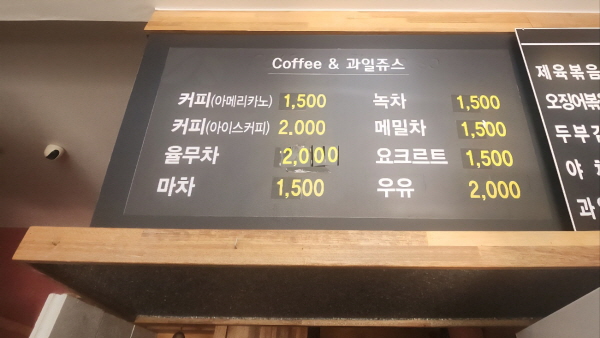 Coffee & 과일쥬스
커피(아메리카노) 1,500
커피(아이스커피) 2.000
율무차 2,000
마차 1,500
녹차 1,500
메밀차 1,500
요크르트 1,500
우유 2,000
제육볶음
오징어볶
두부김
야
과